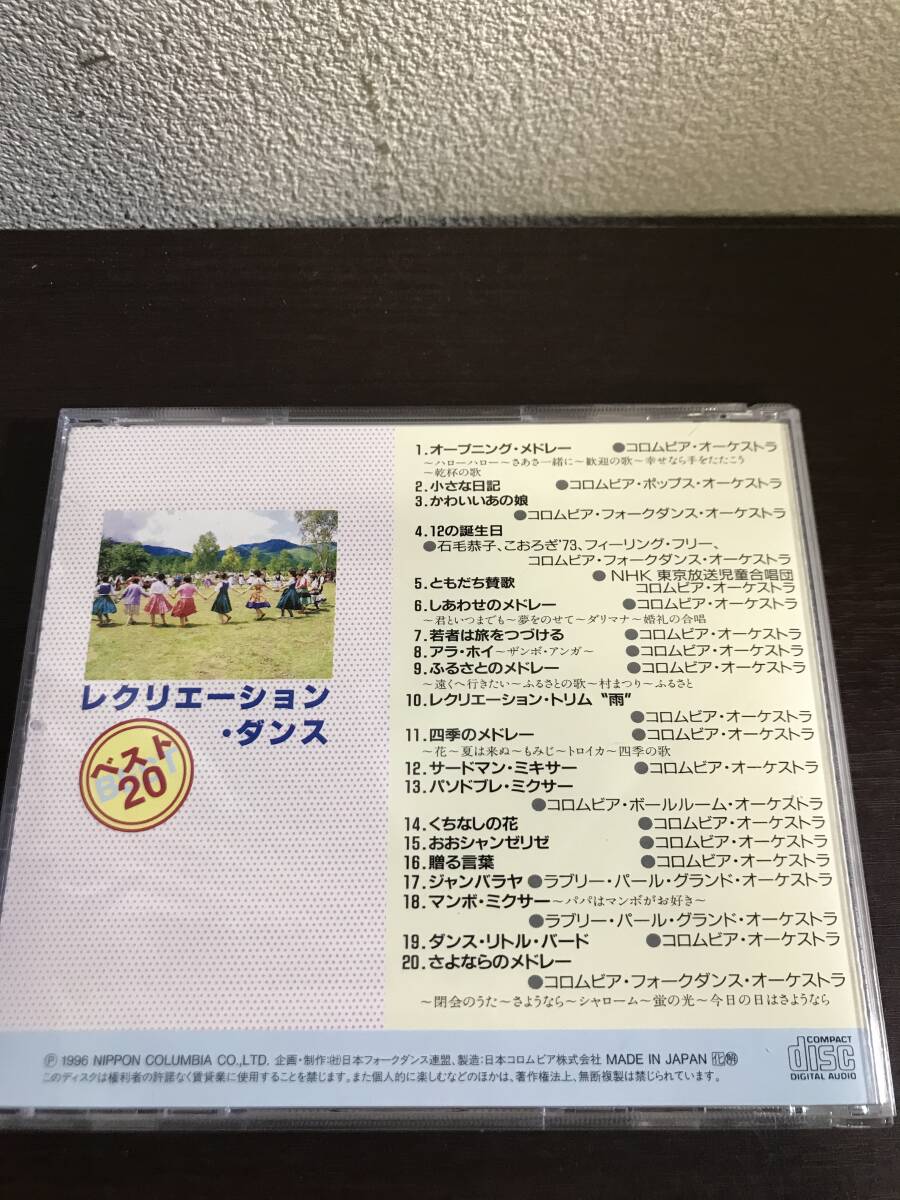 レクリエーション
・ダンス
BEST
ベスト
20
1.オープニング・メドレー ●コロムビア・オーケストラ
～ハローハロー～さあさ一緒に～歓迎の歌～幸せなら手をたたこう
～乾杯の歌
2.小さな日記 ●コロムビア・ポップス・オーケストラ
3.かわいいあの娘
●コロムビア・フォークダンス・オーケストラ
4.12の誕生日
●石毛恭子、こおろぎ'73、フィーリング・フリー、
コロムビア・フォークダンス・オーケストラ
● NHK 東京放送児童合唱団
5.ともだち賛歌 コロムビア・オーケストラ
6.しあわせのメドレー ●コロムビア・オーケストラ
～君といつまでも～夢をのせて～ダリマナ～婚礼の合唱
7.若者は旅をつづける ●コロムビア・オーケストラ
8.アラ・ホイ～ザンボ・アンガ～ ●コロムビア・オーケストラ
9.ふるさとのメドレー ●コロムビア・オーケストラ
～遠くへ行きたい～ふるさとの歌～村まつり～ふるさと
10.レクリエーション・トリム〝雨〟
●コロムビア・オーケストラ
11.四季のメドレー ●コロムビア・オーケストラ
～花～夏は来ぬ～もみじ～トロイカ～四季の歌
12.サードマン・ミキサー ●コロムビア・オーケストラ
13.パソドブレ・ミクサー
●コロムビア・ボールルーム・オーケストラ
14.くちなしの花 ●コロムビア・オーケストラ
15.おおシャンゼリゼ ●コロムビア・オーケストラ
16.贈る言葉 ●コロムビア・オーケストラ
17.ジャンバラヤ ●ラブリー・パール・グランド・オーケストラ
18.マンボ・ミクサー～パパはマンボがお好き～
●ラブリー・パール・グランド・オーケストラ
19.ダンス・リトル・バード ●コロムビア・オーケストラ
20.さよならのメドレー
●コロムビア・フォークダンス・オーケストラ
～閉会のうた～さようなら～シャローム～蛍の光～今日の日はさようなら
Ⓟ 1996 NIPPON COLUMBIA CO.,LTD. 企画・制作：㈳日本フォークダンス連盟、製造：日本コロムビア株式会社 MADE IN JAPAN
このディスクは権利者の許諾なく賃貸業に使用することを禁じます。また個人的に楽しむなどのほかは、著作権法上、無断複製は禁じられています。
COMPACT
disc
DIGITAL AUDIO